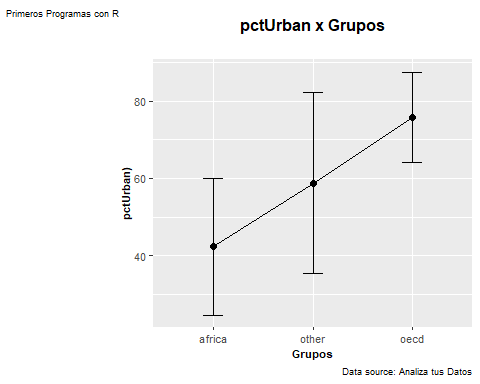 Primeros Programas con R
pctUrban x Grupos
pctUrban)
80
60
40
africa other oecd
Grupos
Data source: Analiza tus Datos